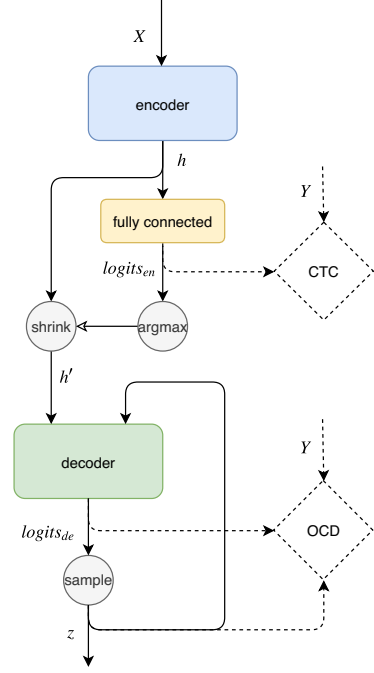 X
encoder
h
Y
fully connected
logits_en
CTC
shrink
argmax
h′
Y
decoder
logits_de
OCD
sample
z